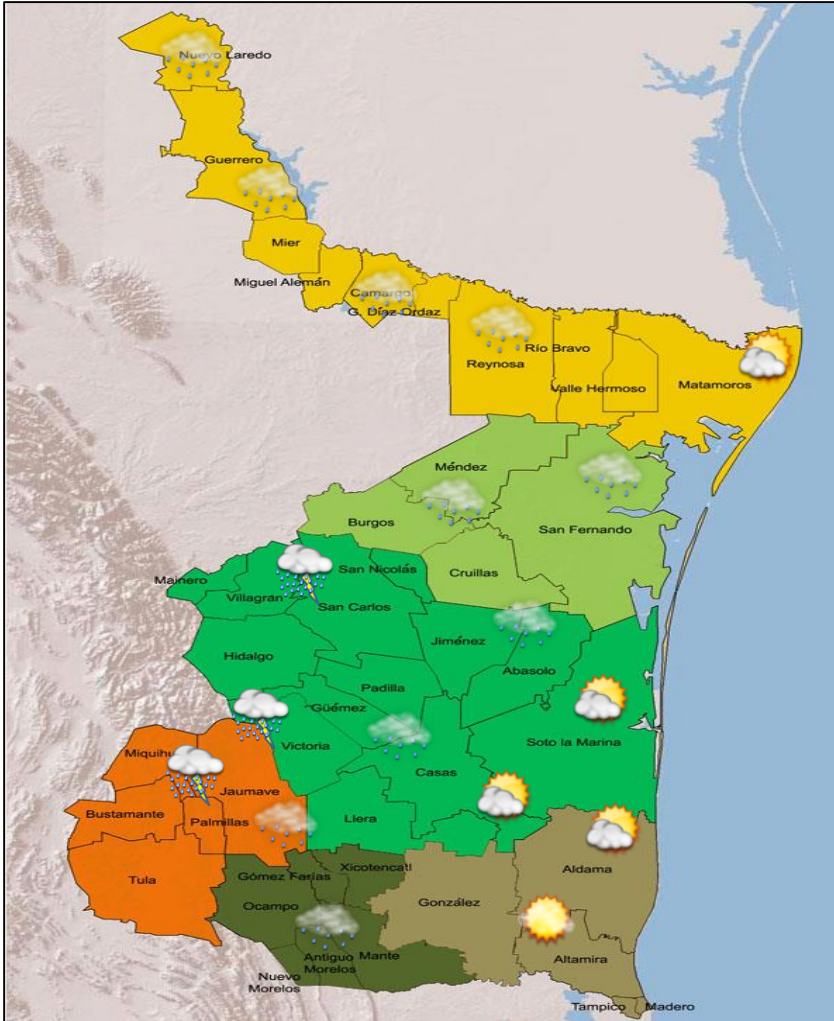 Nuevo Laredo
Guerrero
Mier
Miguel Alemán
Camargo
G. Díaz Ordaz
Reynosa
Río Bravo
Valle Hermoso
Matamoros
Méndez
Burgos
San Fernando
Cruillas
Mainero
Villagrán
San Nicolás
San Carlos
Jiménez
Abasolo
Hidalgo
Padilla
Güémez
Victoria
Casas
Soto la Marina
Miquihu
Jaumave
Bustamante
Palmillas
Llera
Tula
Gómez Farías
Xicotencatl
Ocampo
González
Aldama
Antiguo
Morelos
Mante
Nuevo
Morelos
Altamira
Tampico
Madero